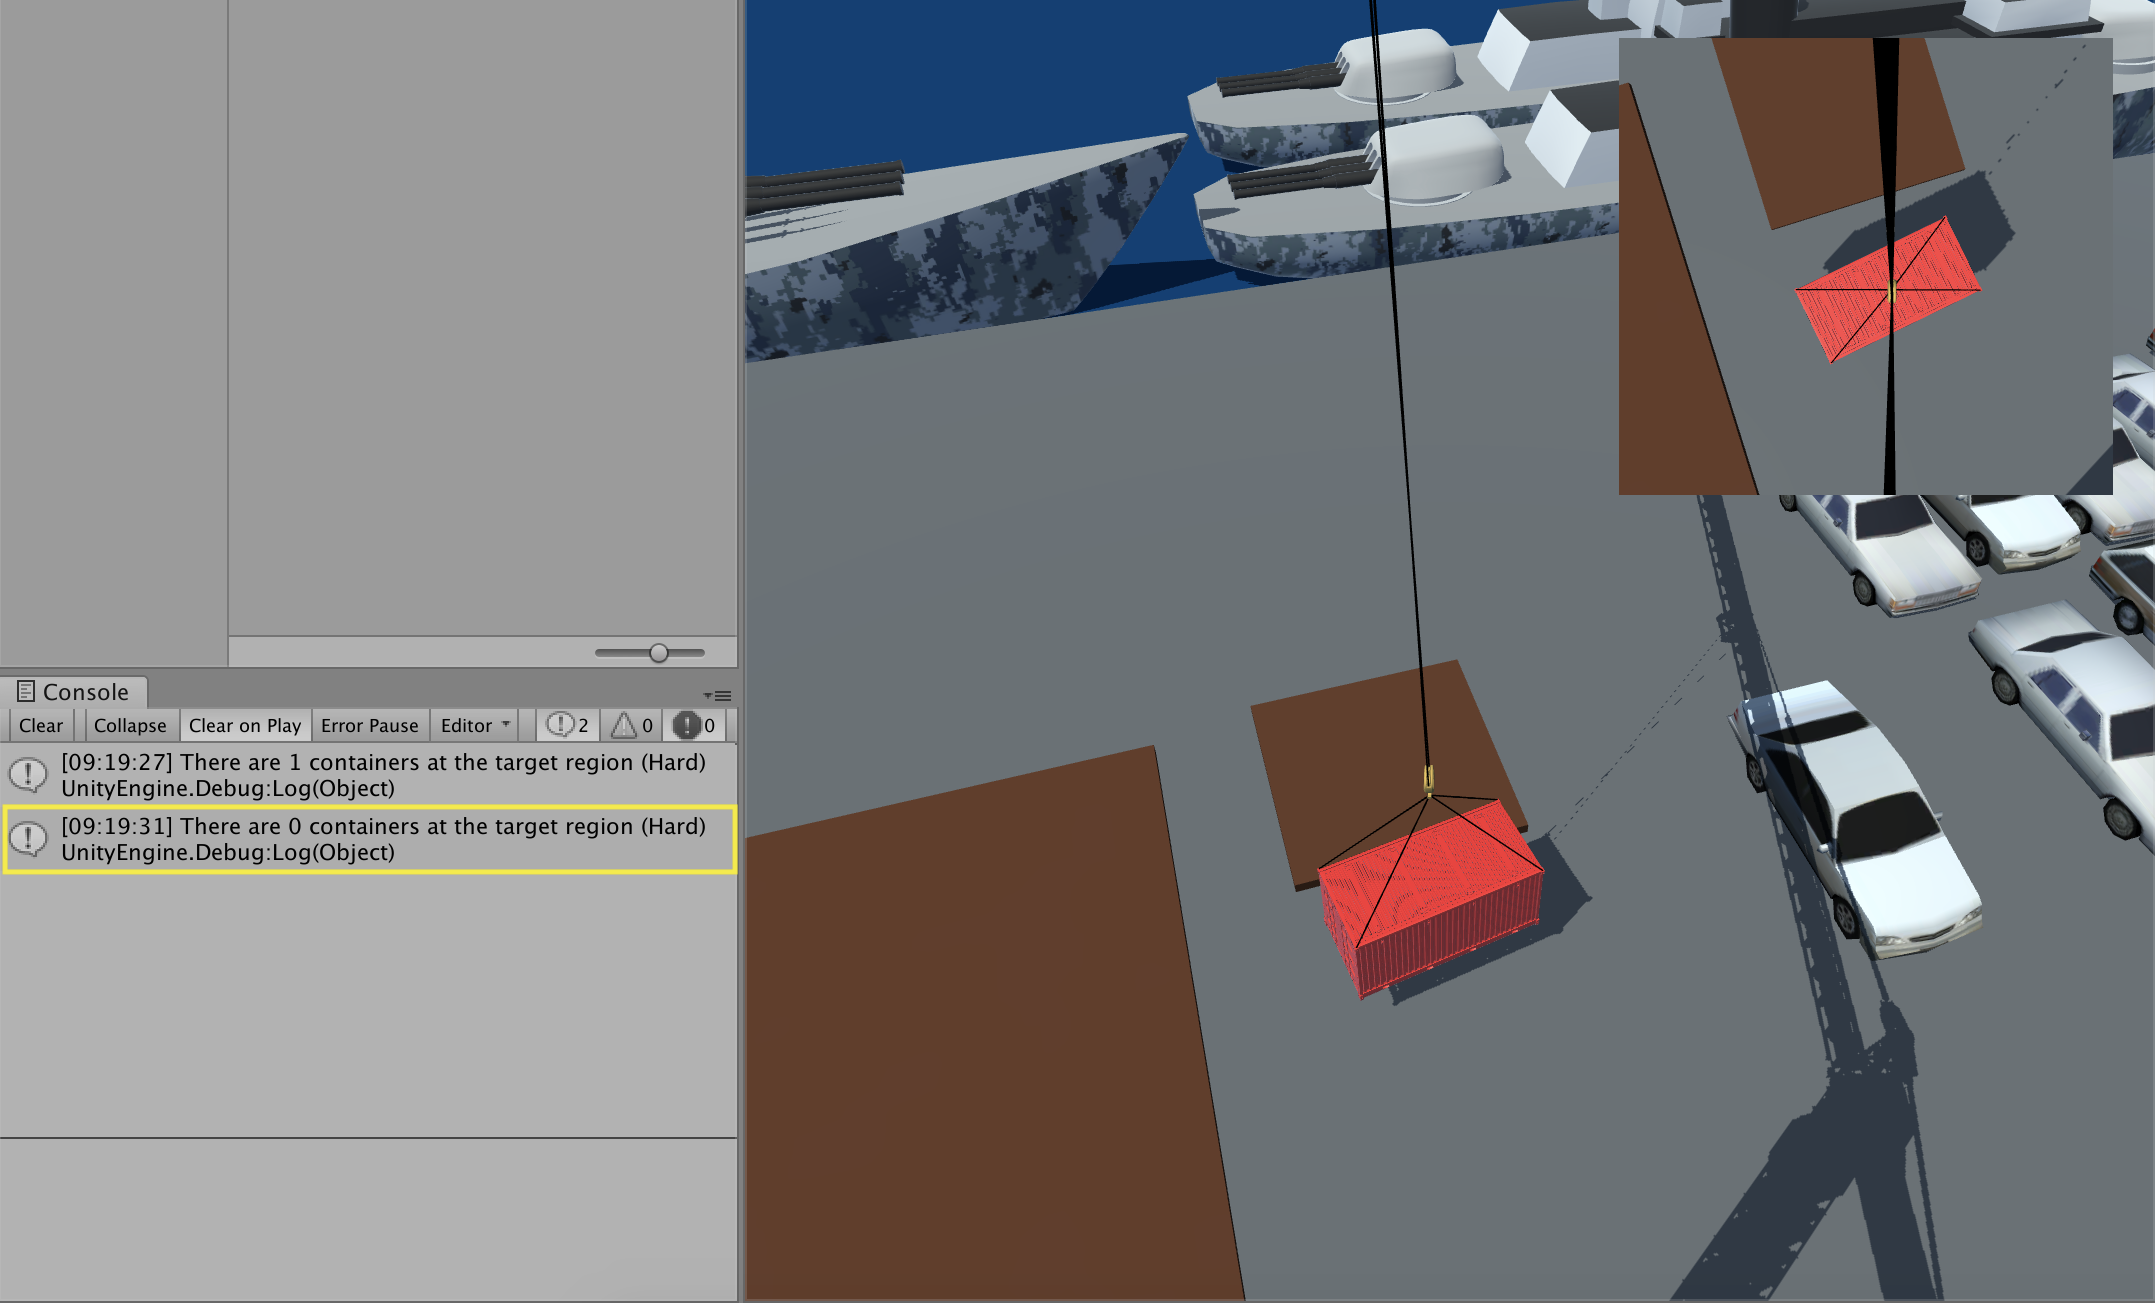 Console
Clear Collapse Clear on Play Error Pause Editor 2 0 0
[09:19:27] There are 1 containers at the target region (Hard)
UnityEngine.Debug:Log(Object)
[09:19:31] There are 0 containers at the target region (Hard)
UnityEngine.Debug:Log(Object)